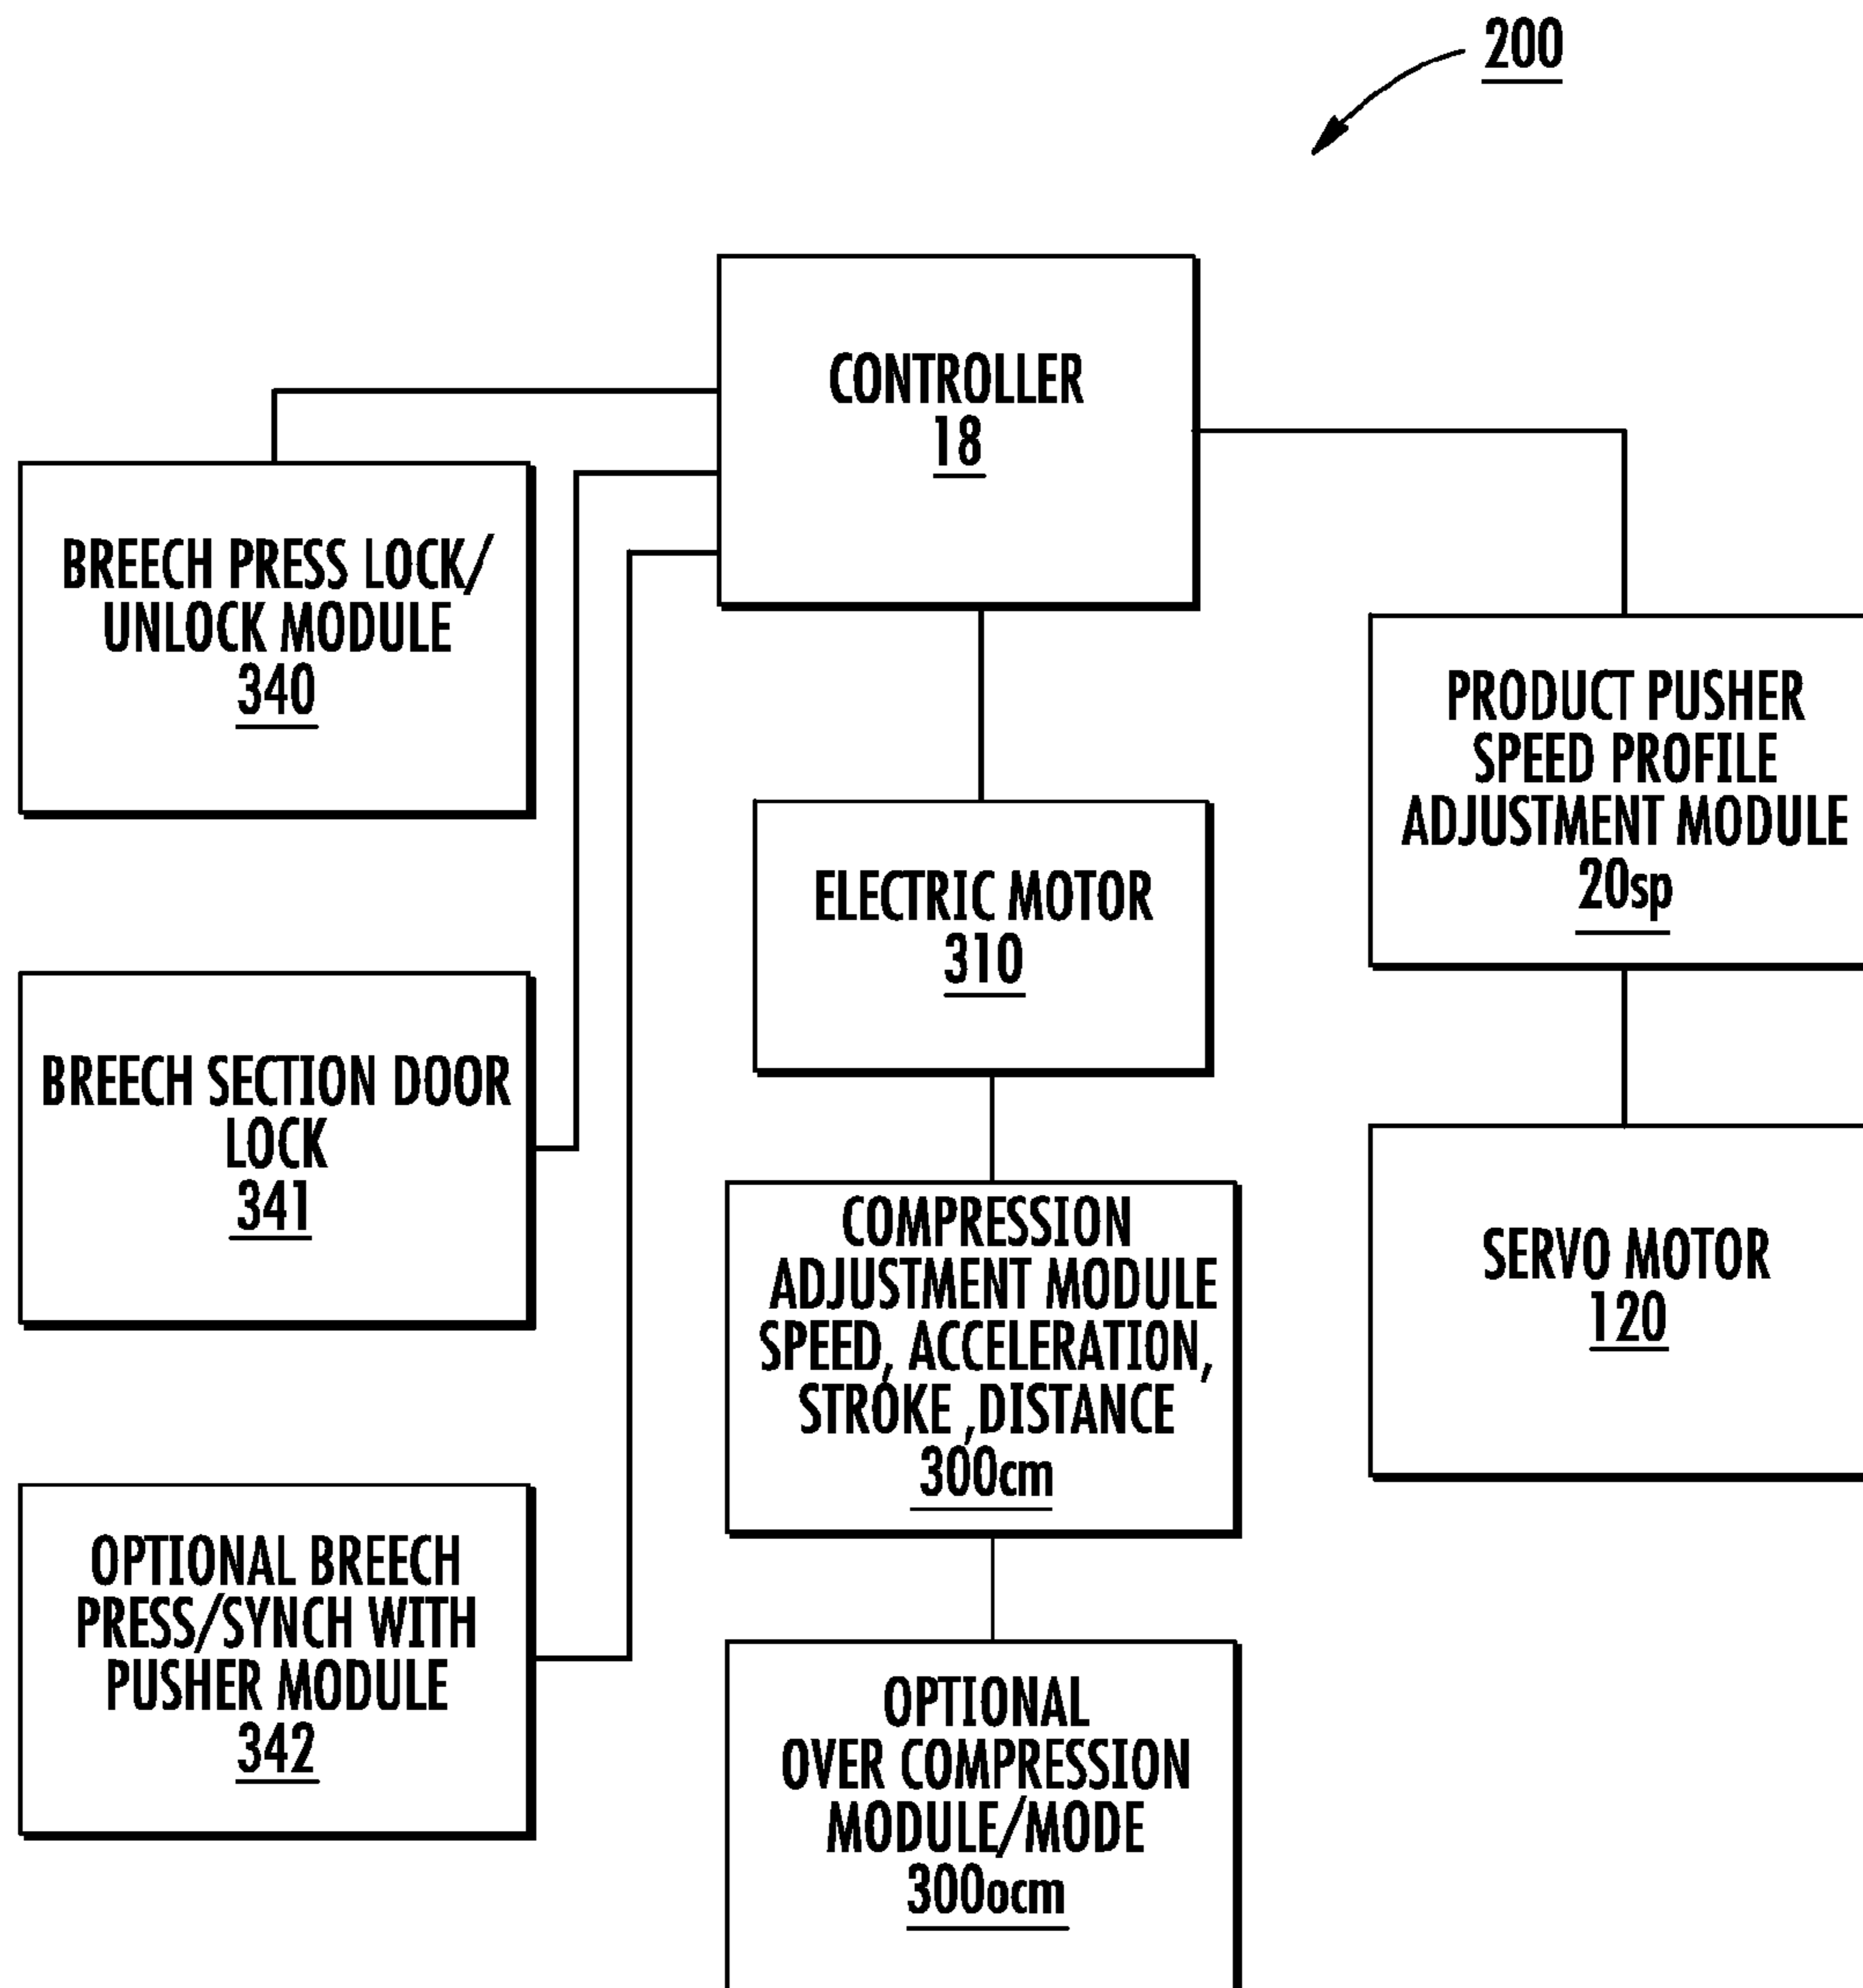 200
CONTROLLER
18
BREECH PRESS LOCK/
UNLOCK MODULE
340
BREECH SECTION DOOR
LOCK
341
OPTIONAL BREECH
PRESS/SYNCH WITH
PUSHER MODULE
342
ELECTRIC MOTOR
310
COMPRESSION
ADJUSTMENT MODULE
SPEED, ACCELERATION,
STROKE ,DISTANCE
300cm
OPTIONAL
OVER COMPRESSION
MODULE/MODE
300ocm
PRODUCT PUSHER
SPEED PROFILE
ADJUSTMENT MODULE
20sp
SERVO MOTOR
120